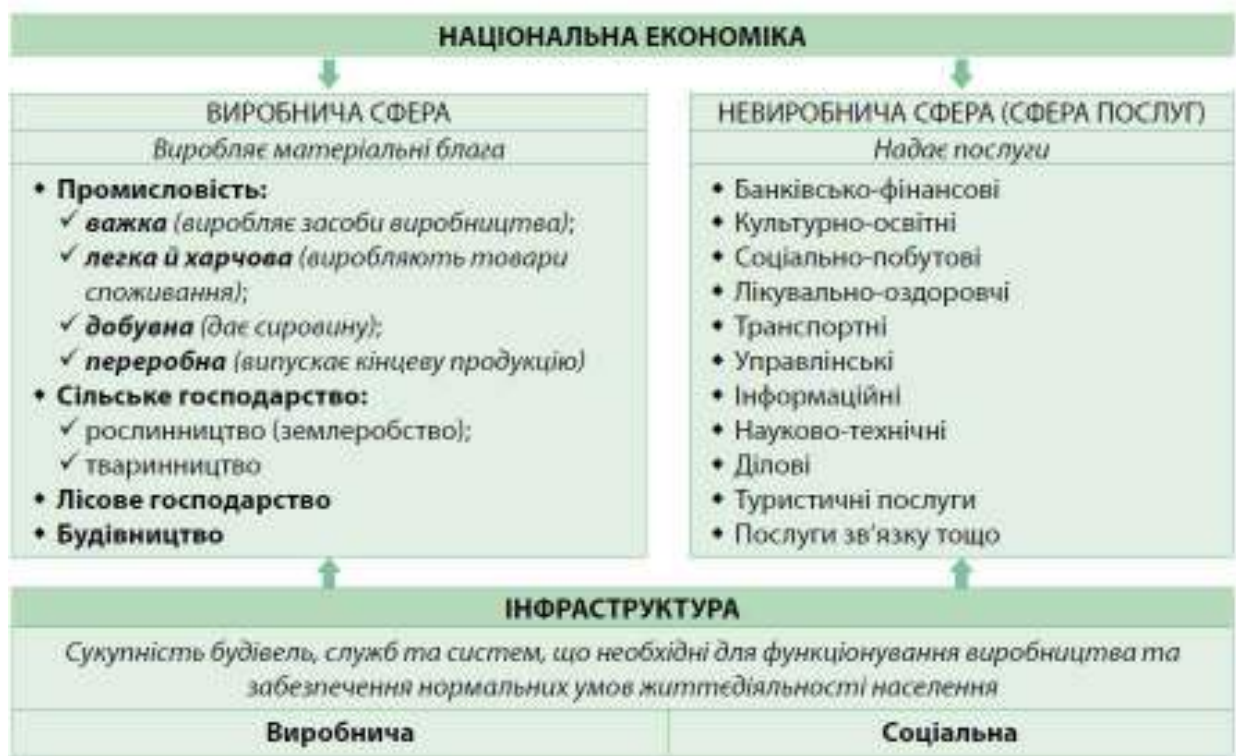 НАЦІОНАЛЬНА ЕКОНОМІКА
ВИРОБНИЧА СФЕРА
Виробляє матеріальні блага
• Промисловість:
✓ важка (виробляє засоби виробництва);
✓ легка й харчова (виробляють товари
споживання);
✓ добувна (дає сировину);
✓ переробна (випускає кінцеву продукцію)
• Сільське господарство:
✓ рослинництво (землеробство);
✓ тваринництво
• Лісове господарство
• Будівництво
НЕВИРОБНИЧА СФЕРА (СФЕРА ПОСЛУГ)
Надає послуги
• Банківсько-фінансові
• Культурно-освітні
• Соціально-побутові
• Лікувально-оздоровчі
• Транспортні
• Управлінські
• Інформаційні
• Науково-технічні
• Ділові
• Туристичні послуги
• Послуги зв'язку тощо
ІНФРАСТРУКТУРА
Сукупність будівель, служб та систем, що необхідні для функціонування виробництва та
забезпечення нормальних умов життєдіяльності населення
Виробнича
Соціальна